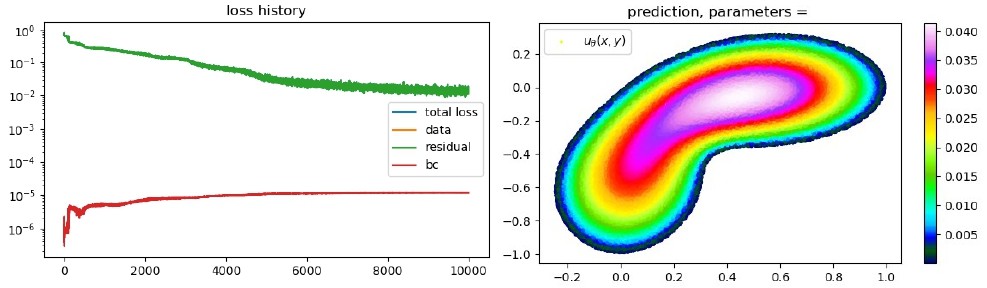 loss history
10⁰
10⁻¹
10⁻²
10⁻³
10⁻⁴
10⁻⁵
10⁻⁶
total loss
data
residual
bc
0 2000 4000 6000 8000 10000
prediction, parameters =
u_θ(x, y)
0.2
0.0
−0.2
−0.4
−0.6
−0.8
−1.0
−0.2 0.0 0.2 0.4 0.6 0.8 1.0
0.040
0.035
0.030
0.025
0.020
0.015
0.010
0.005